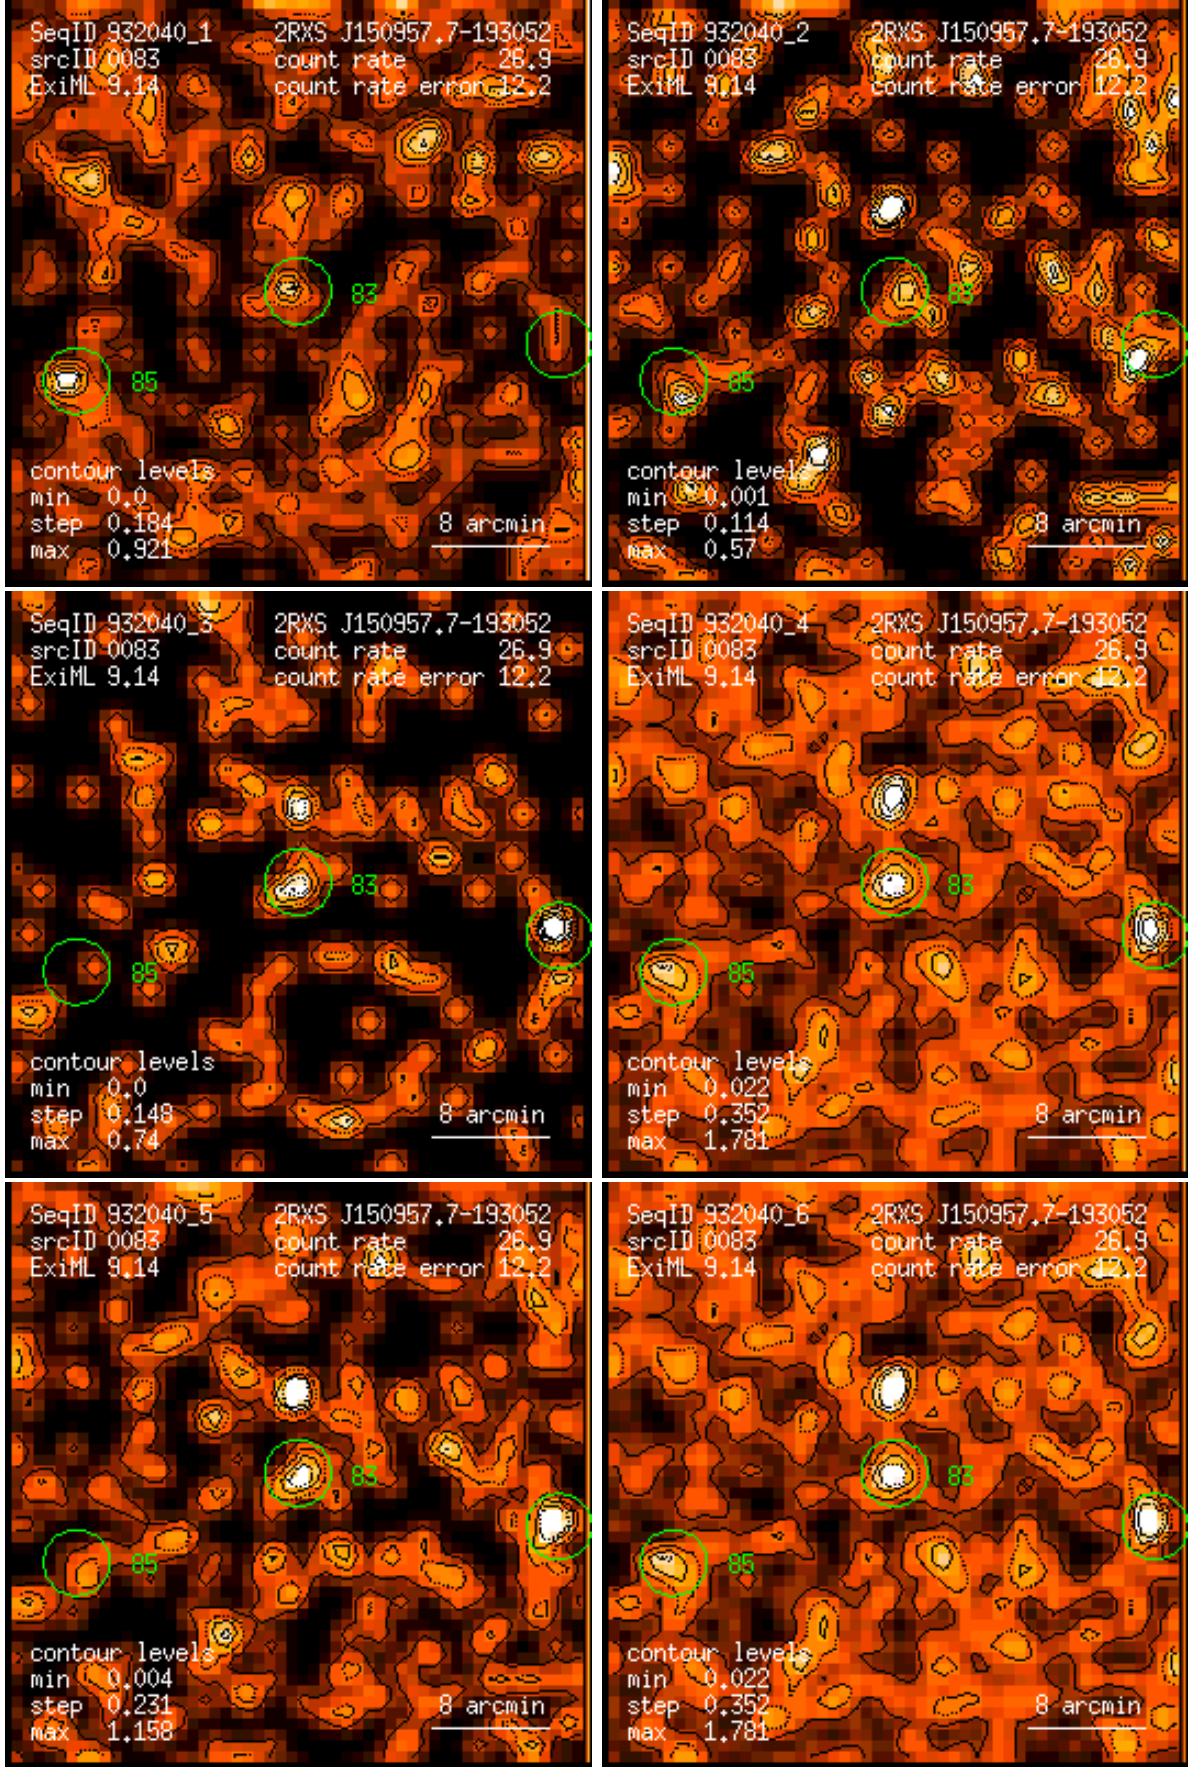 SeqID 932040_1 2RXS J150957.7-193052
srcID 0083 count rate 26.9
ExiML 9.14 count rate error 12.2
83
85
contour levels
min 0.0
step 0.184
max 0.921
8 arcmin
SeqID 932040_2 2RXS J150957.7-193052
srcID 0083 count rate 26.9
ExiML 9.14 count rate error 12.2
83
85
contour levels
min 0.001
step 0.114
max 0.57
8 arcmin
SeqID 932040_3 2RXS J150957.7-193052
srcID 0083 count rate 26.9
ExiML 9.14 count rate error 12.2
83
85
contour levels
min 0.0
step 0.148
max 0.74
8 arcmin
SeqID 932040_4 2RXS J150957.7-193052
srcID 0083 count rate 26.9
ExiML 9.14 count rate error 12.2
83
85
contour levels
min 0.022
step 0.352
max 1.781
8 arcmin
SeqID 932040_5 2RXS J150957.7-193052
srcID 0083 count rate 26.9
ExiML 9.14 count rate error 12.2
83
85
contour levels
min 0.004
step 0.231
max 1.158
8 arcmin
SeqID 932040_6 2RXS J150957.7-193052
srcID 0083 count rate 26.9
ExiML 9.14 count rate error 12.2
83
85
contour levels
min 0.022
step 0.352
max 1.781
8 arcmin